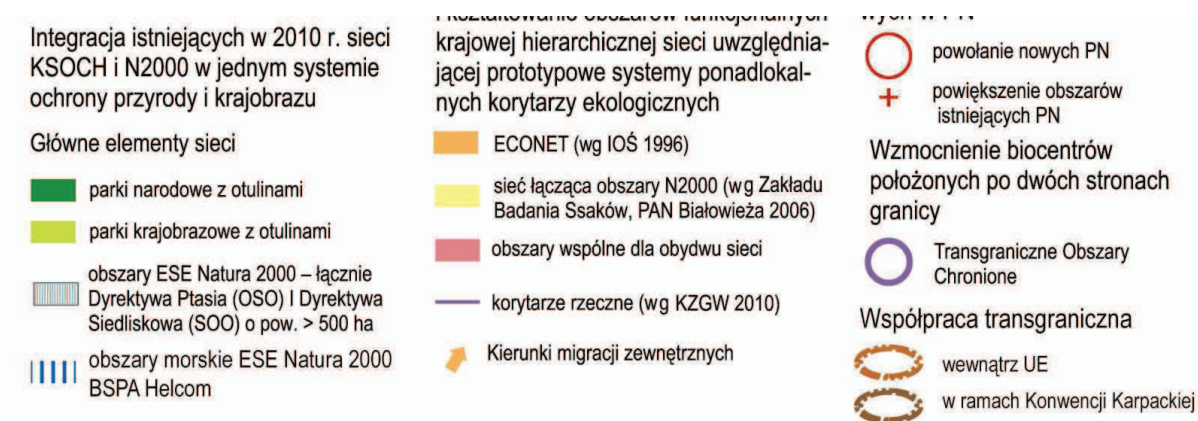 Integracja istniejących w 2010 r. sieci
KSOCH i N2000 w jednym systemie
ochrony przyrody i krajobrazu
Główne elementy sieci
parki narodowe z otulinami
parki krajobrazowe z otulinami
obszary ESE Natura 2000 – łącznie
Dyrektywa Ptasia (OSO) I Dyrektywa
Siedliskowa (SOO) o pow. > 500 ha
obszary morskie ESE Natura 2000
BSPA Helcom
i kształtowanie obszarów funkcjonalnych
krajowej hierarchicznej sieci uwzględnia-
jącej prototypowe systemy ponadlokal-
nych korytarzy ekologicznych
ECONET (wg IOŚ 1996)
sieć łącząca obszary N2000 (wg Zakładu
Badania Ssaków, PAN Białowieża 2006)
obszary wspólne dla obydwu sieci
korytarze rzeczne (wg KZGW 2010)
Kierunki migracji zewnętrznych
wych w PN
powołanie nowych PN
powiększenie obszarów
istniejących PN
Wzmocnienie biocentrów
położonych po dwóch stronach
granicy
Transgraniczne Obszary
Chronione
Współpraca transgraniczna
wewnątrz UE
w ramach Konwencji Karpackiej